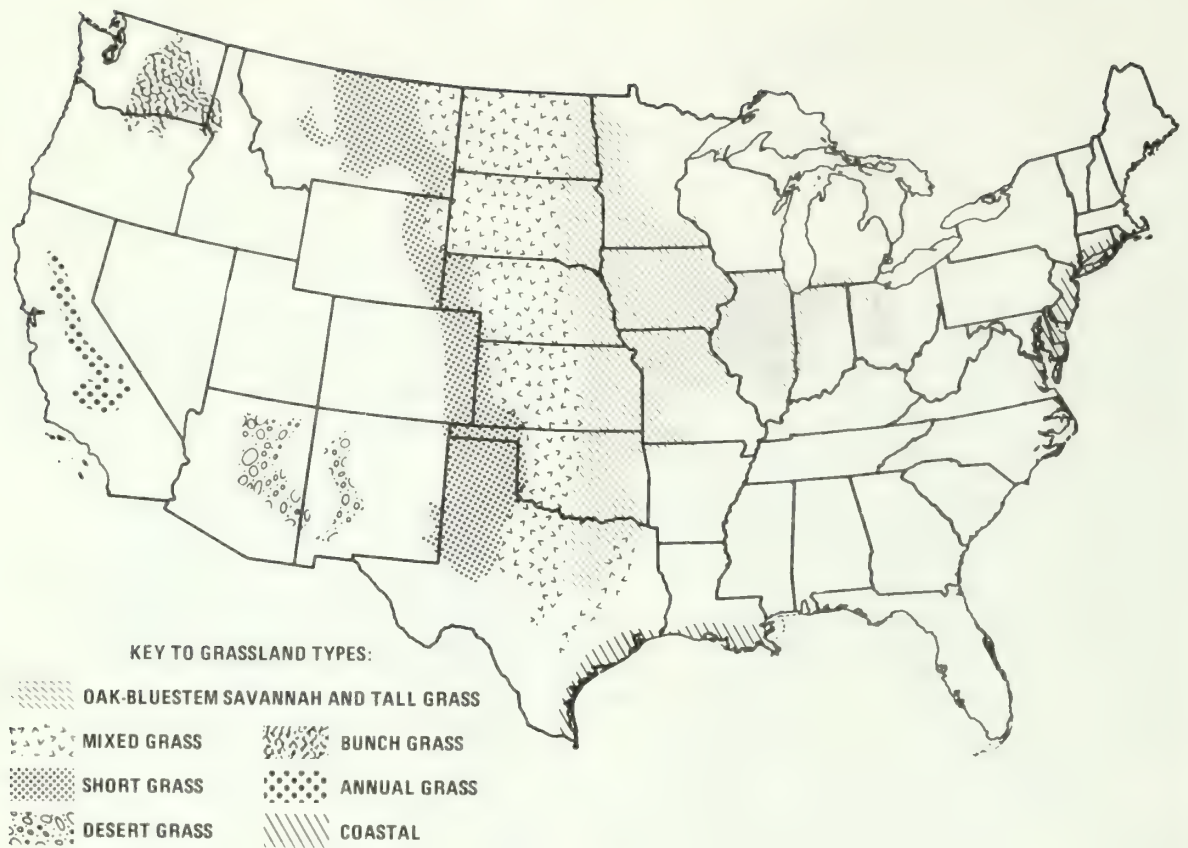 KEY TO GRASSLAND TYPES:
OAK-BLUESTEM SAVANNAH AND TALL GRASS
MIXED GRASS
BUNCH GRASS
SHORT GRASS
ANNUAL GRASS
DESERT GRASS
COASTAL